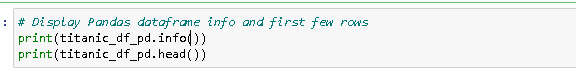 :
# Display Pandas dataframe info and first few rows
print(titanic_df_pd.info())
print(titanic_df_pd.head())